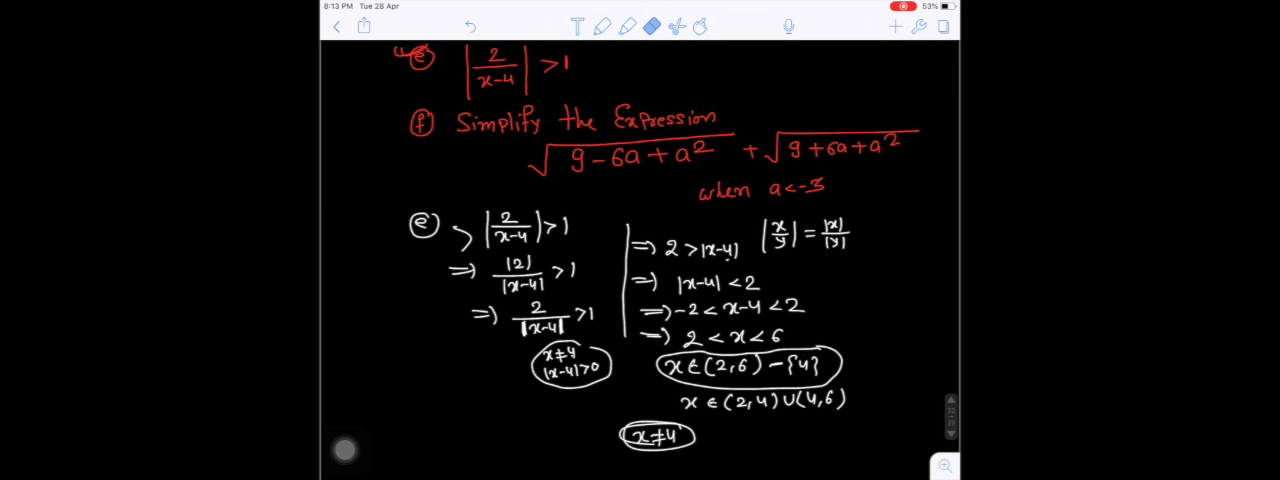 8:13 PM Tue 28 Apr 53%
(e) |2/(x-4)| > 1
(f) Simplify the Expression
√(9 - 6a + a²) + √(9 + 6a + a²)
when a < -3
(e) |2/(x-4)| > 1
⇒ |2|/|x-4| > 1
⇒ 2/|x-4| > 1
x≠4
|x-4| > 0
⇒ 2 > |x-4| |x/y| = |x|/|y|
⇒ |x-4| < 2
⇒ -2 < x-4 < 2
⇒ 2 < x < 6
x ∈ (2,6) - {4}
x ∈ (2,4) ∪ (4,6)
x≠4